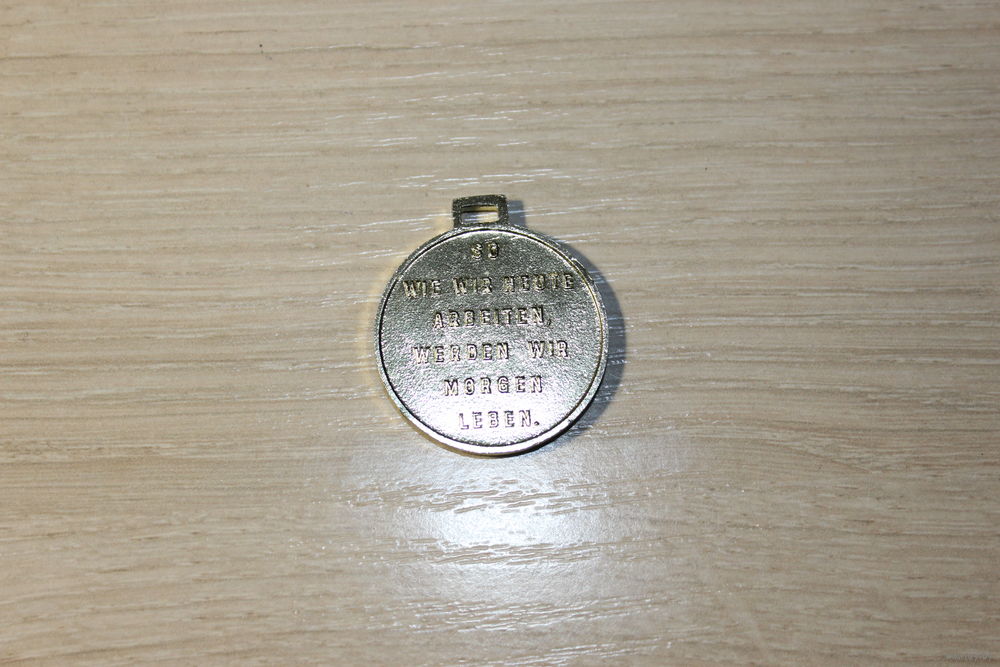 SO
WIE WIR HEUTE
ARBEITEN,
WERDEN WIR
MORGEN
LEBEN.